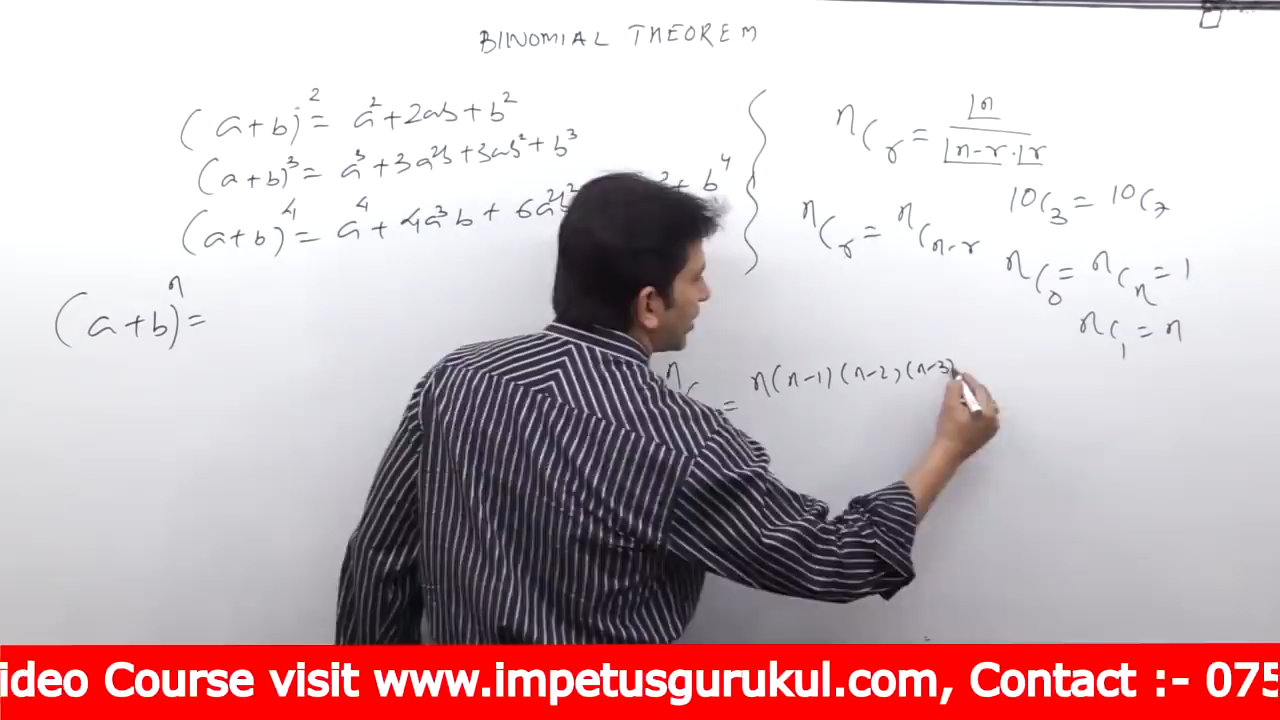 BINOMIAL THEOREM
(a+b)² = a²+2ab+b²
(a+b)³ = a³+3a²b+3ab²+b³
(a+b)⁴ = a⁴+4a³b+6a²b² + b⁴
(a+b)ⁿ =
ⁿCᵣ = ⌊n / ⌊n-r · ⌊r
10C₃ = 10C₇
ⁿCᵣ = ⁿCₙ₋ᵣ
ⁿC₀ = ⁿCₙ = 1
nC₁ = n
ⁿC = n(n-1)(n-2)(n-3)
ideo Course visit www.impetusgurukul.com, Contact :- 075